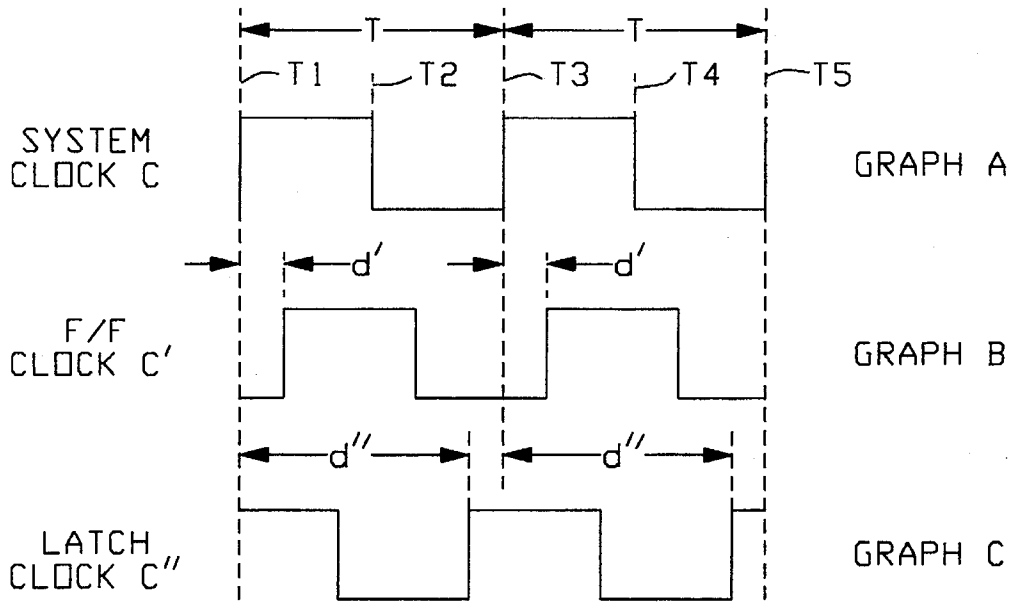 T T
T1 T2 T3 T4 T5
SYSTEM
CLOCK C
GRAPH A
d′ d′
F/F
CLOCK C′
GRAPH B
d″ d″
LATCH
CLOCK C″
GRAPH C